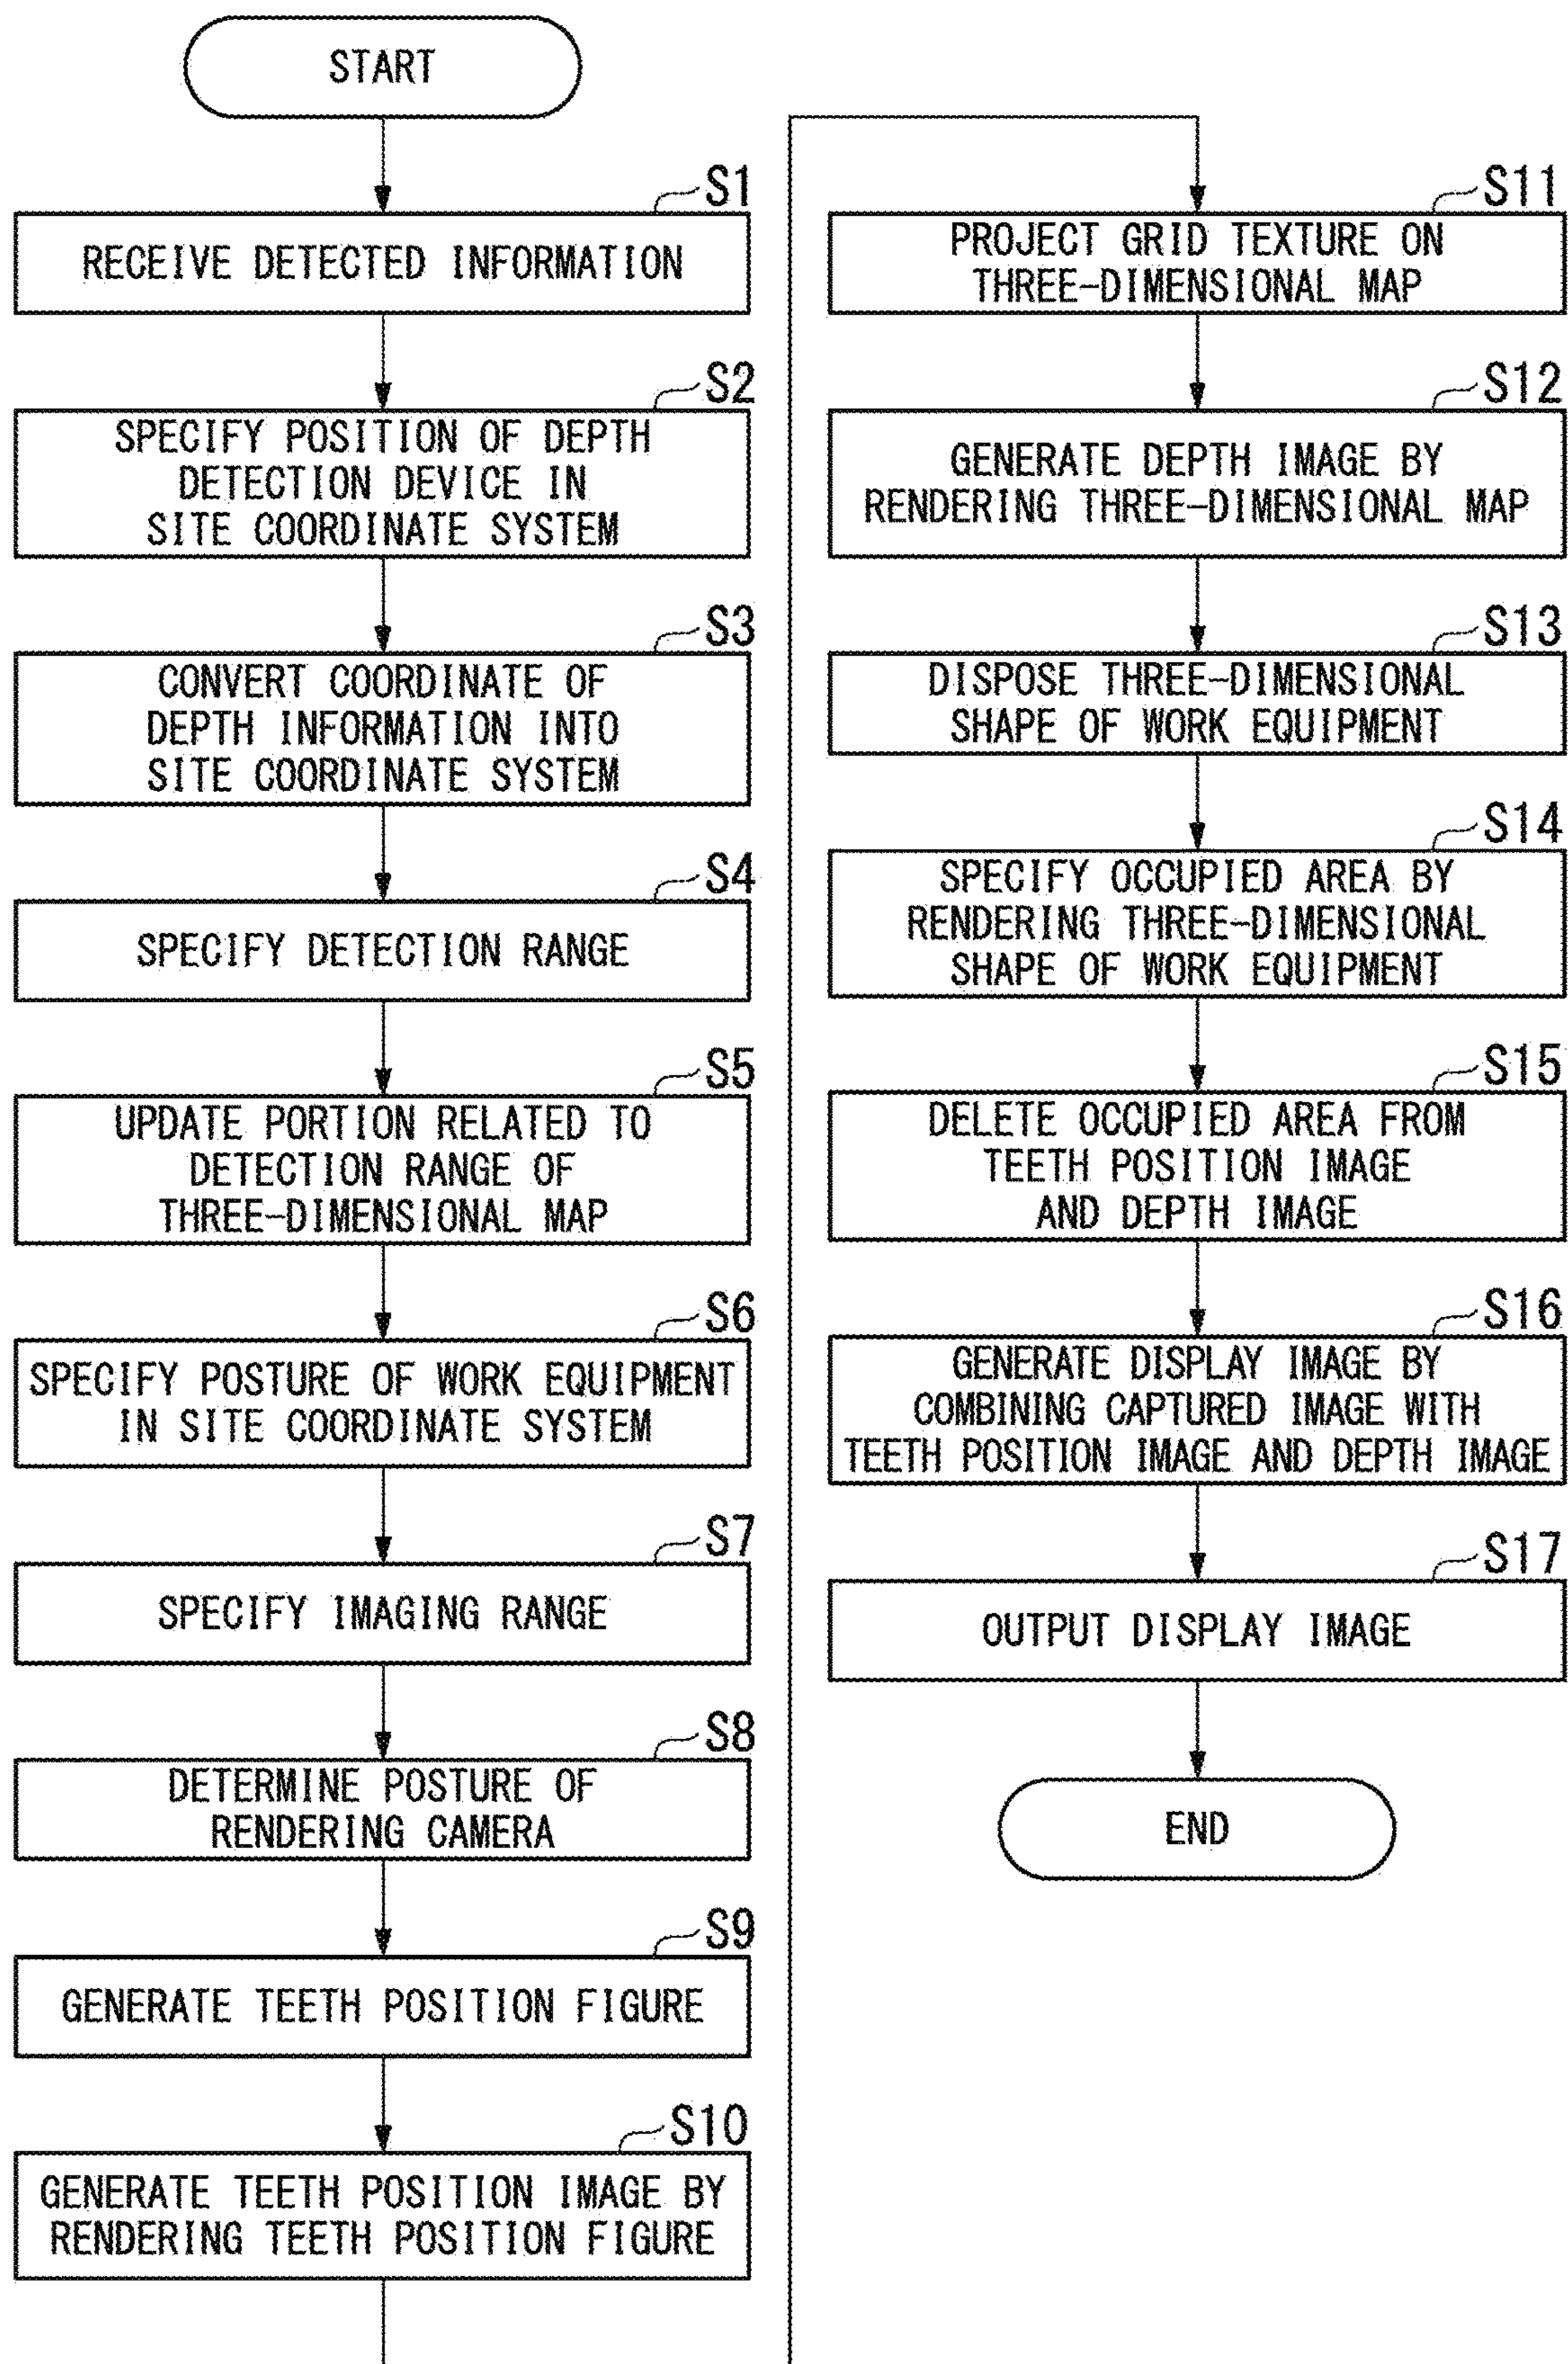 START
S1
RECEIVE DETECTED INFORMATION
S2
SPECIFY POSITION OF DEPTH
DETECTION DEVICE IN
SITE COORDINATE SYSTEM
S3
CONVERT COORDINATE OF
DEPTH INFORMATION INTO
SITE COORDINATE SYSTEM
S4
SPECIFY DETECTION RANGE
S5
UPDATE PORTION RELATED TO
DETECTION RANGE OF
THREE-DIMENSIONAL MAP
S6
SPECIFY POSTURE OF WORK EQUIPMENT
IN SITE COORDINATE SYSTEM
S7
SPECIFY IMAGING RANGE
S8
DETERMINE POSTURE OF
RENDERING CAMERA
S9
GENERATE TEETH POSITION FIGURE
S10
GENERATE TEETH POSITION IMAGE BY
RENDERING TEETH POSITION FIGURE
S11
PROJECT GRID TEXTURE ON
THREE-DIMENSIONAL MAP
S12
GENERATE DEPTH IMAGE BY
RENDERING THREE-DIMENSIONAL MAP
S13
DISPOSE THREE-DIMENSIONAL
SHAPE OF WORK EQUIPMENT
S14
SPECIFY OCCUPIED AREA BY
RENDERING THREE-DIMENSIONAL
SHAPE OF WORK EQUIPMENT
S15
DELETE OCCUPIED AREA FROM
TEETH POSITION IMAGE
AND DEPTH IMAGE
S16
GENERATE DISPLAY IMAGE BY
COMBINING CAPTURED IMAGE WITH
TEETH POSITION IMAGE AND DEPTH IMAGE
S17
OUTPUT DISPLAY IMAGE
END